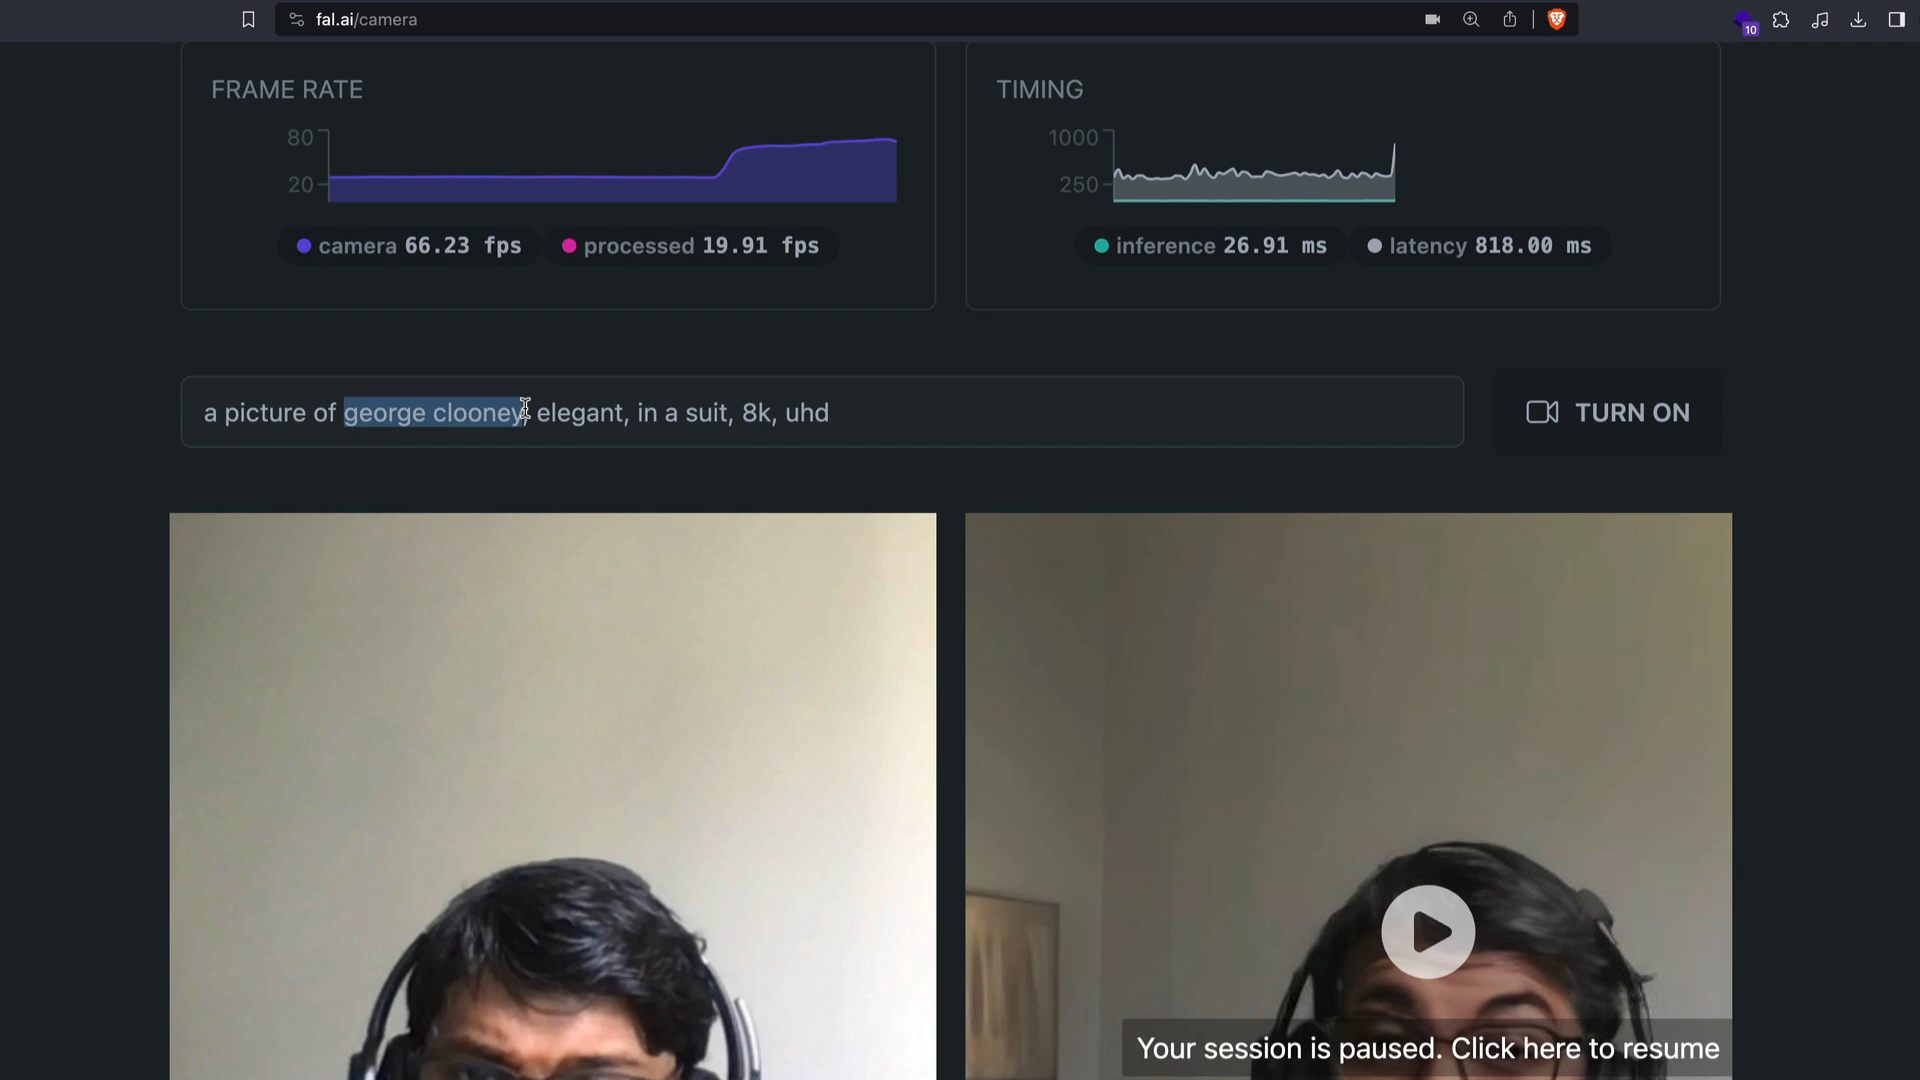 fal.ai/camera
10
FRAME RATE
80
20
camera 66.23 fps
processed 19.91 fps
TIMING
1000
250
inference 26.91 ms
latency 818.00 ms
a picture of george clooney, elegant, in a suit, 8k, uhd
TURN ON
Your session is paused. Click here to resume